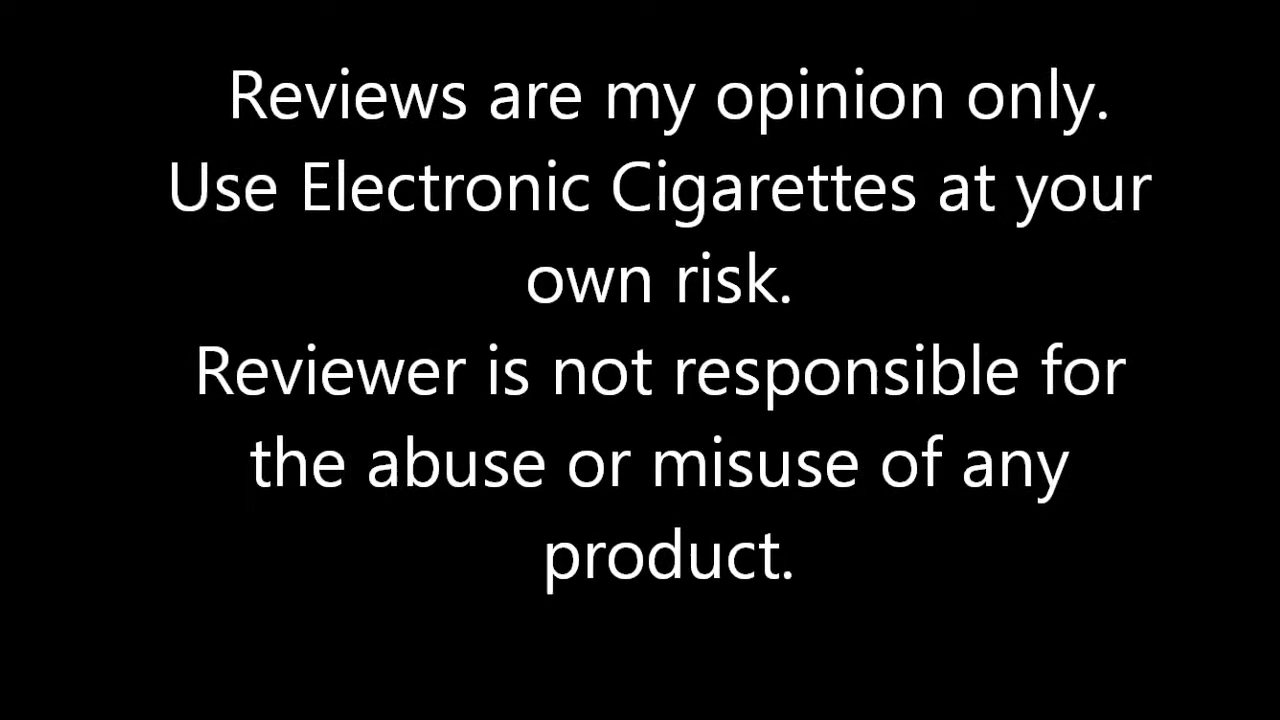 Reviews are my opinion only.
Use Electronic Cigarettes at your
own risk.
Reviewer is not responsible for
the abuse or misuse of any
product.